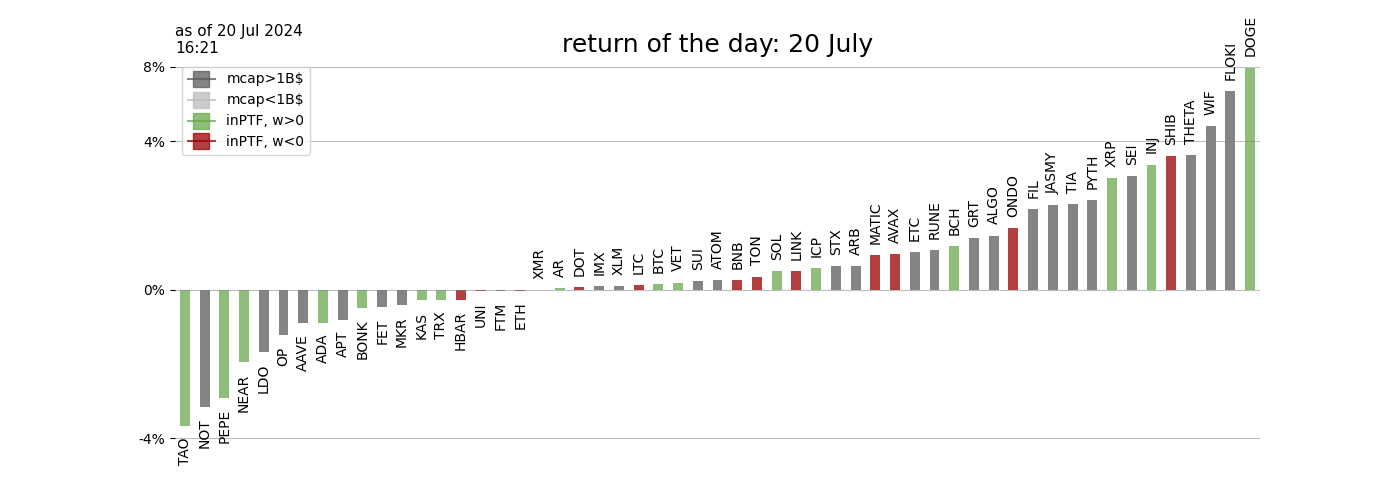 as of 20 Jul 2024
16:21
return of the day: 20 July
8%
4%
0%
-4%
mcap>1B$
mcap<1B$
inPTF, w>0
inPTF, w<0
TAO
NOT
PEPE
NEAR
LDO
OP
AAVE
ADA
APT
BONK
FET
MKR
KAS
TRX
HBAR
UNI
FTM
ETH
XMR
AR
DOT
IMX
XLM
LTC
BTC
VET
SUI
ATOM
BNB
TON
SOL
LINK
ICP
STX
ARB
MATIC
AVAX
ETC
RUNE
BCH
GRT
ALGO
ONDO
FIL
JASMY
TIA
PYTH
XRP
SEI
INJ
SHIB
THETA
WIF
FLOKI
DOGE